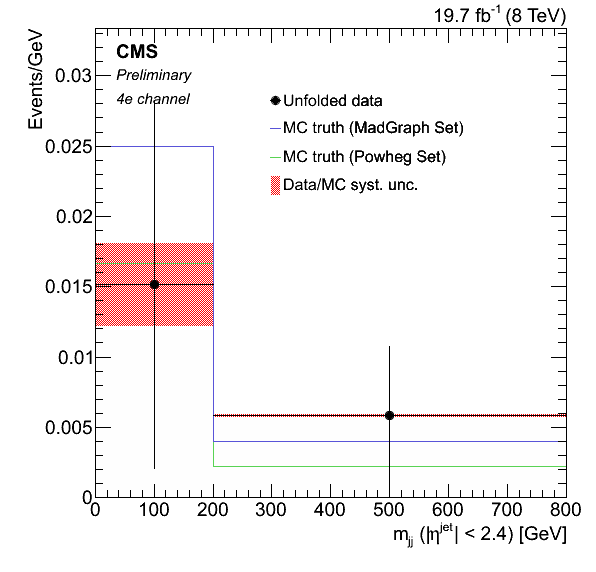 19.7 fb⁻¹ (8 TeV)
Events/GeV
CMS
Preliminary
4e channel
Unfolded data
MC truth (MadGraph Set)
MC truth (Powheg Set)
Data/MC syst. unc.
0.03
0.025
0.02
0.015
0.01
0.005
0
0 100 200 300 400 500 600 700 800
m_jj (|η^jet| < 2.4) [GeV]